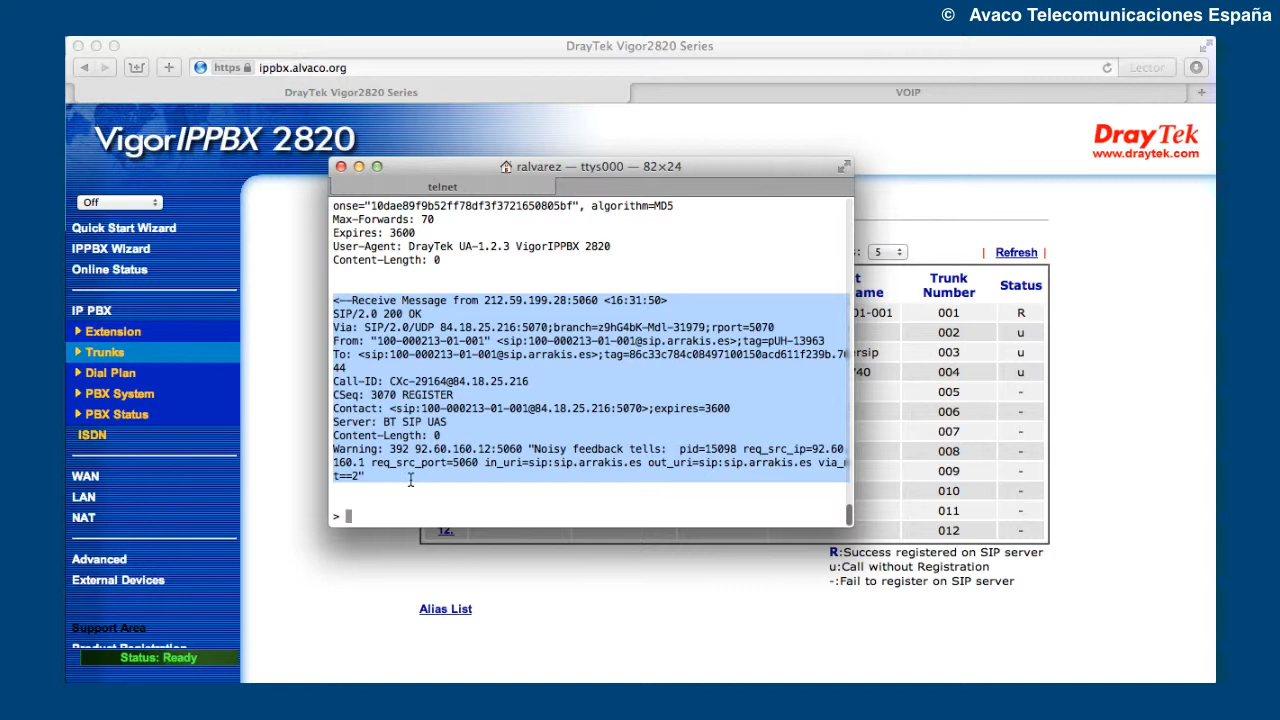 © Avaco Telecomunicaciones España
DrayTek Vigor2820 Series
https ippbx.alvaco.org
Lector
DrayTek Vigor2820 Series
VOIP
VigorIPPBX 2820
DrayTek
www.draytek.com
ralvarez — ttys000 — 82×24
telnet
Off
Quick Start Wizard
IPPBX Wizard
Online Status
IP PBX
Extension
Trunks
Dial Plan
PBX System
PBX Status
ISDN
WAN
LAN
NAT
Advanced
External Devices
Support Area
Product Registration
Status: Ready
onse="10dae89f9b52ff78df3f3721650805bf", algorithm=MD5
Max-Forwards: 70
Expires: 3600
User-Agent: DrayTek UA-1.2.3 VigorIPPBX 2820
Content-Length: 0
<--Receive Message from 212.59.199.28:5060 <16:31:50>
SIP/2.0 200 OK
Via: SIP/2.0/UDP 84.18.25.216:5070;branch=z9hG4bK-Mdl-31979;rport=5070
From: "100-000213-01-001" <sip:100-000213-01-001@sip.arrakis.es>;tag=pUH-13963
To: <sip:100-000213-01-001@sip.arrakis.es>;tag=86c33c784c08497100150acd611f239b.76
44
Call-ID: CXc-29164@84.18.25.216
CSeq: 3070 REGISTER
Contact: <sip:100-000213-01-001@84.18.25.216:5070>;expires=3600
Server: BT SIP UAS
Content-Length: 0
Warning: 392 92.60.160.12:5060 "Noisy feedback tells:  pid=15098 req_src_ip=92.60.
160.1 req_src_port=5060 in_uri=sip:sip.arrakis.es out_uri=sip:sip.arrakis.es via_
t==2"
>
: 5 | Refresh |
t Trunk Status
ame Number
01-001 001 R
002 u
ersip 003 u
740 004 u
005 -
006 -
007 -
008 -
009 -
010 -
011 -
12. 012 -
R:Success registered on SIP server
u:Call without Registration
-:Fail to register on SIP server
Alias List